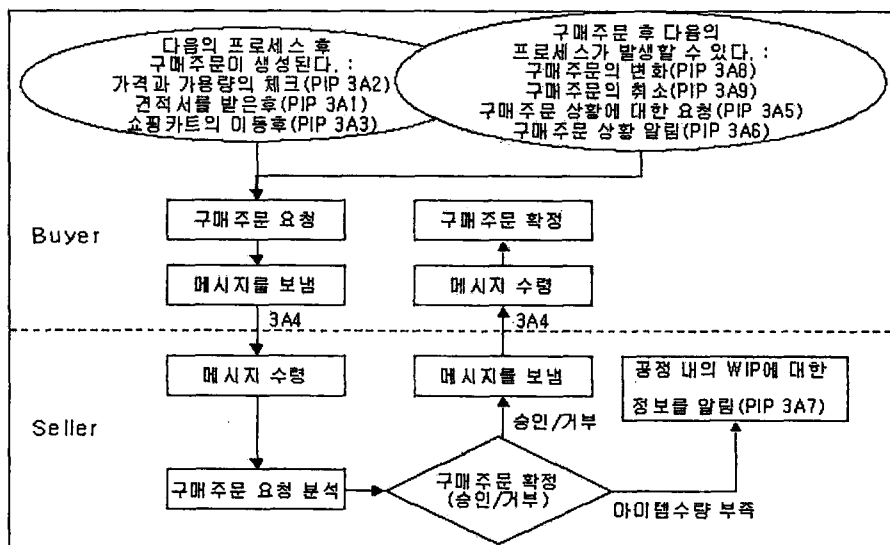 다음의 프로세스 후
구매주문이 생성된다. :
가격과 가용량의 체크(PIP 3A2)
견적서를 받은후(PIP 3A1)
쇼핑카트의 이동후(PIP 3A3)
구매주문 후 다음의
프로세스가 발생할 수 있다. :
구매주문의 변화(PIP 3A8)
구매주문의 취소(PIP 3A9)
구매주문 상황에 대한 요청(PIP 3A5)
구매주문 상황 알림(PIP 3A6)
Buyer
구매주문 요청
구매주문 확정
메시지를 보냄
메시지 수령
3A4
3A4
Seller
메시지 수령
메시지를 보냄
공정 내의 WIP에 대한
정보를 알림(PIP 3A7)
승인/거부
구매주문 요청 분석
구매주문 확정
(승인/거부)
아이템수량 부족